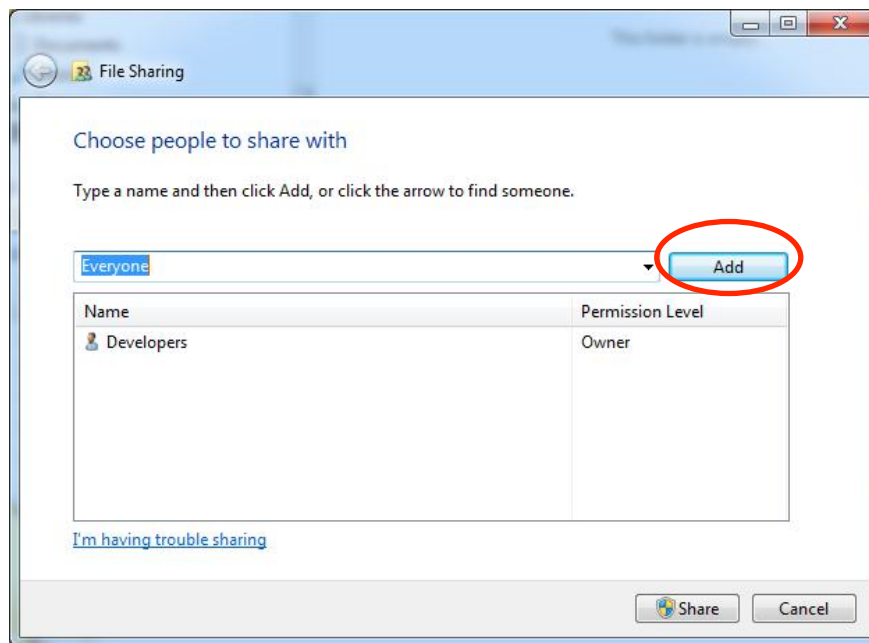 File Sharing
Choose people to share with
Type a name and then click Add, or click the arrow to find someone.
Everyone Add
Name Permission Level
Developers Owner
I'm having trouble sharing
Share Cancel